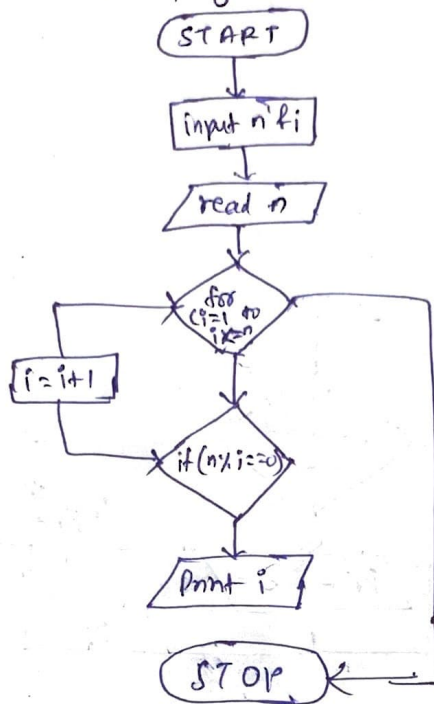 START
input n & i
read n
for
(i=1 to
i<=n
i = i+1
if (n%i==0)
Print i
STOP